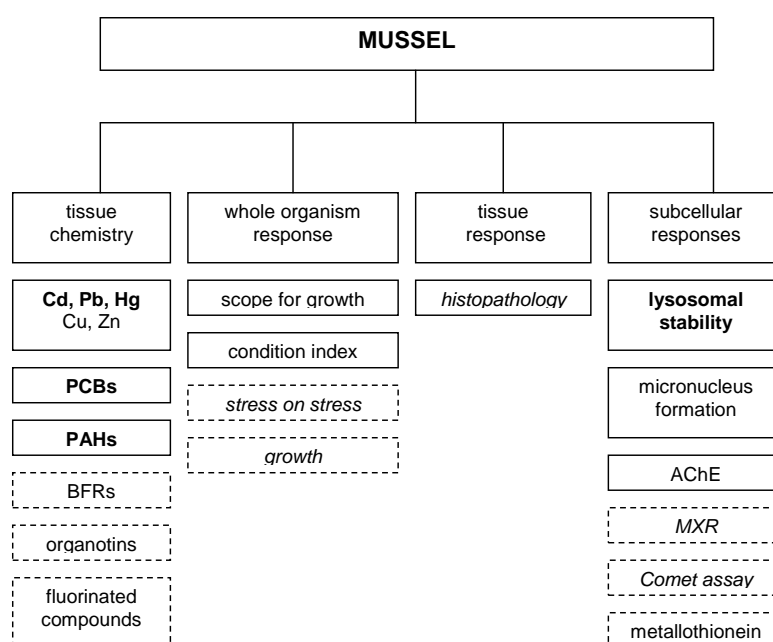 MUSSEL
tissue
chemistry
Cd, Pb, Hg
Cu, Zn
PCBs
PAHs
BFRs
organotins
fluorinated
compounds
whole organism
response
scope for growth
condition index
stress on stress
growth
tissue
response
histopathology
subcellular
responses
lysosomal
stability
micronucleus
formation
AChE
MXR
Comet assay
metallothionein